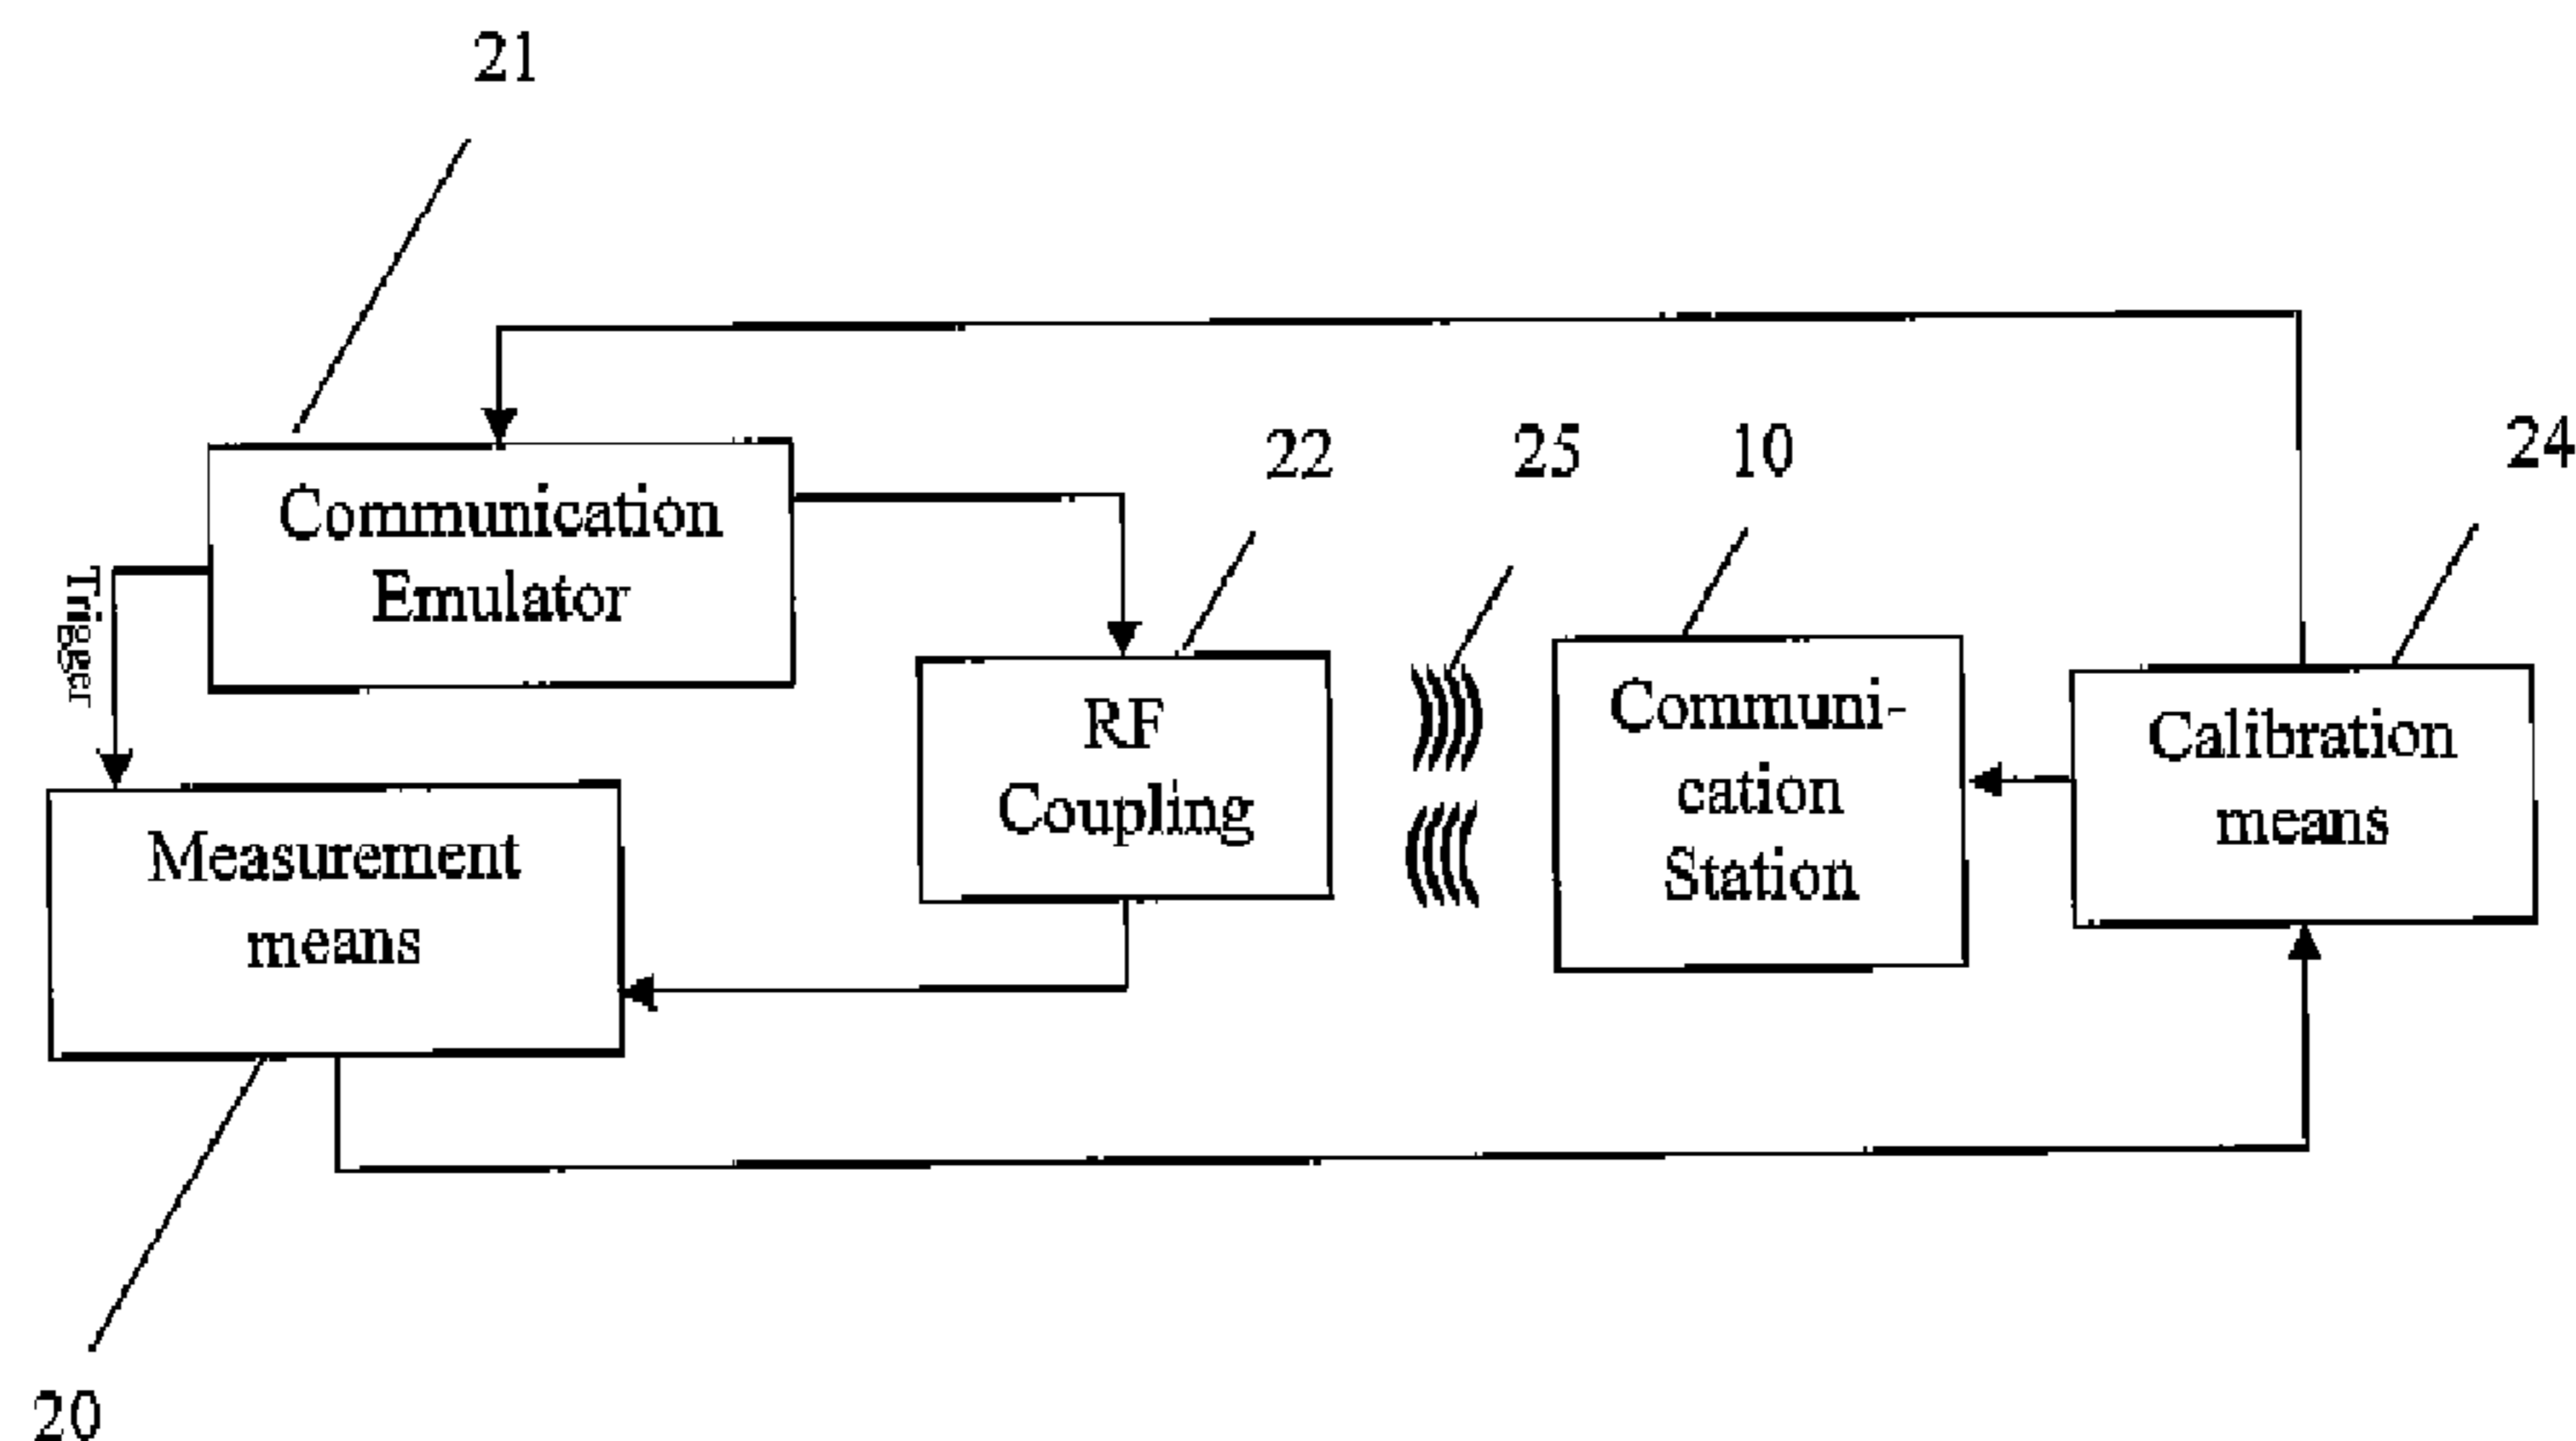 21
22
25
10
24
Communication
Emulator
Trigger
RF
Coupling
Communi-
cation
Station
Calibration
means
Measurement
means
20